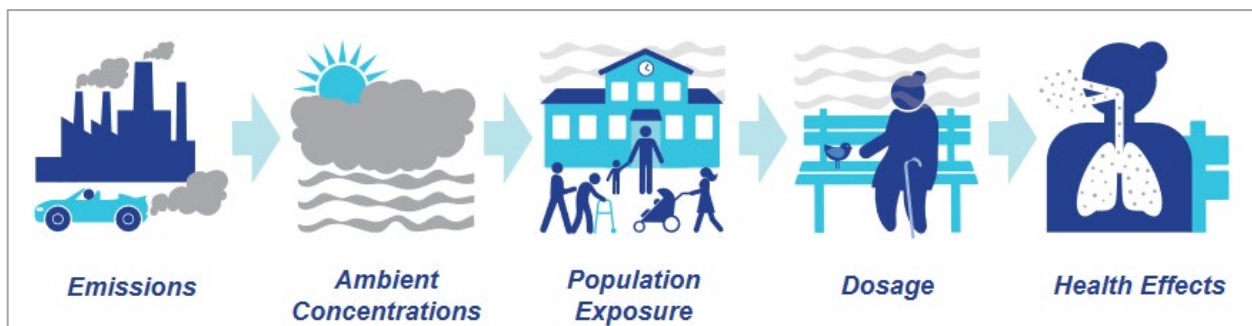 Emissions
Ambient
Concentrations
Population
Exposure
Dosage
Health Effects